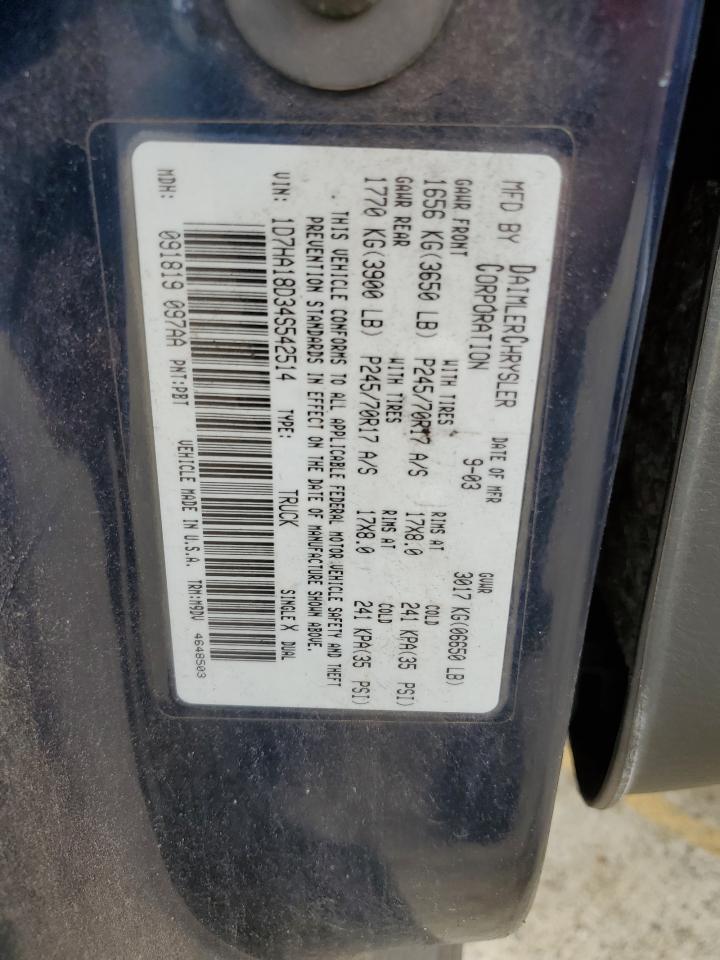 MFD BY DAIMLERCHRYSLER CORPORATION
DATE OF MFR 9-03
GVWR 3017 KG(06650 LB)
GAWR FRONT WITH TIRES RIMS AT COLD
1656 KG(3650 LB) P245/70R17 A/S 17X8.0 241 KPA(35 PSI)
GAWR REAR WITH TIRES RIMS AT COLD
1770 KG(3900 LB) P245/70R17 A/S 17X8.0 241 KPA(35 PSI)
THIS VEHICLE CONFORMS TO ALL APPLICABLE FEDERAL MOTOR VEHICLE SAFETY AND THEFT
PREVENTION STANDARDS IN EFFECT ON THE DATE OF MANUFACTURE SHOWN ABOVE.
VIN: 1D7HA18D34S542514 TYPE: TRUCK SINGLE X DUAL
MDH: 091819 097AA PNT:PBT VEHICLE MADE IN U.S.A. TRM:M9DV 4648503